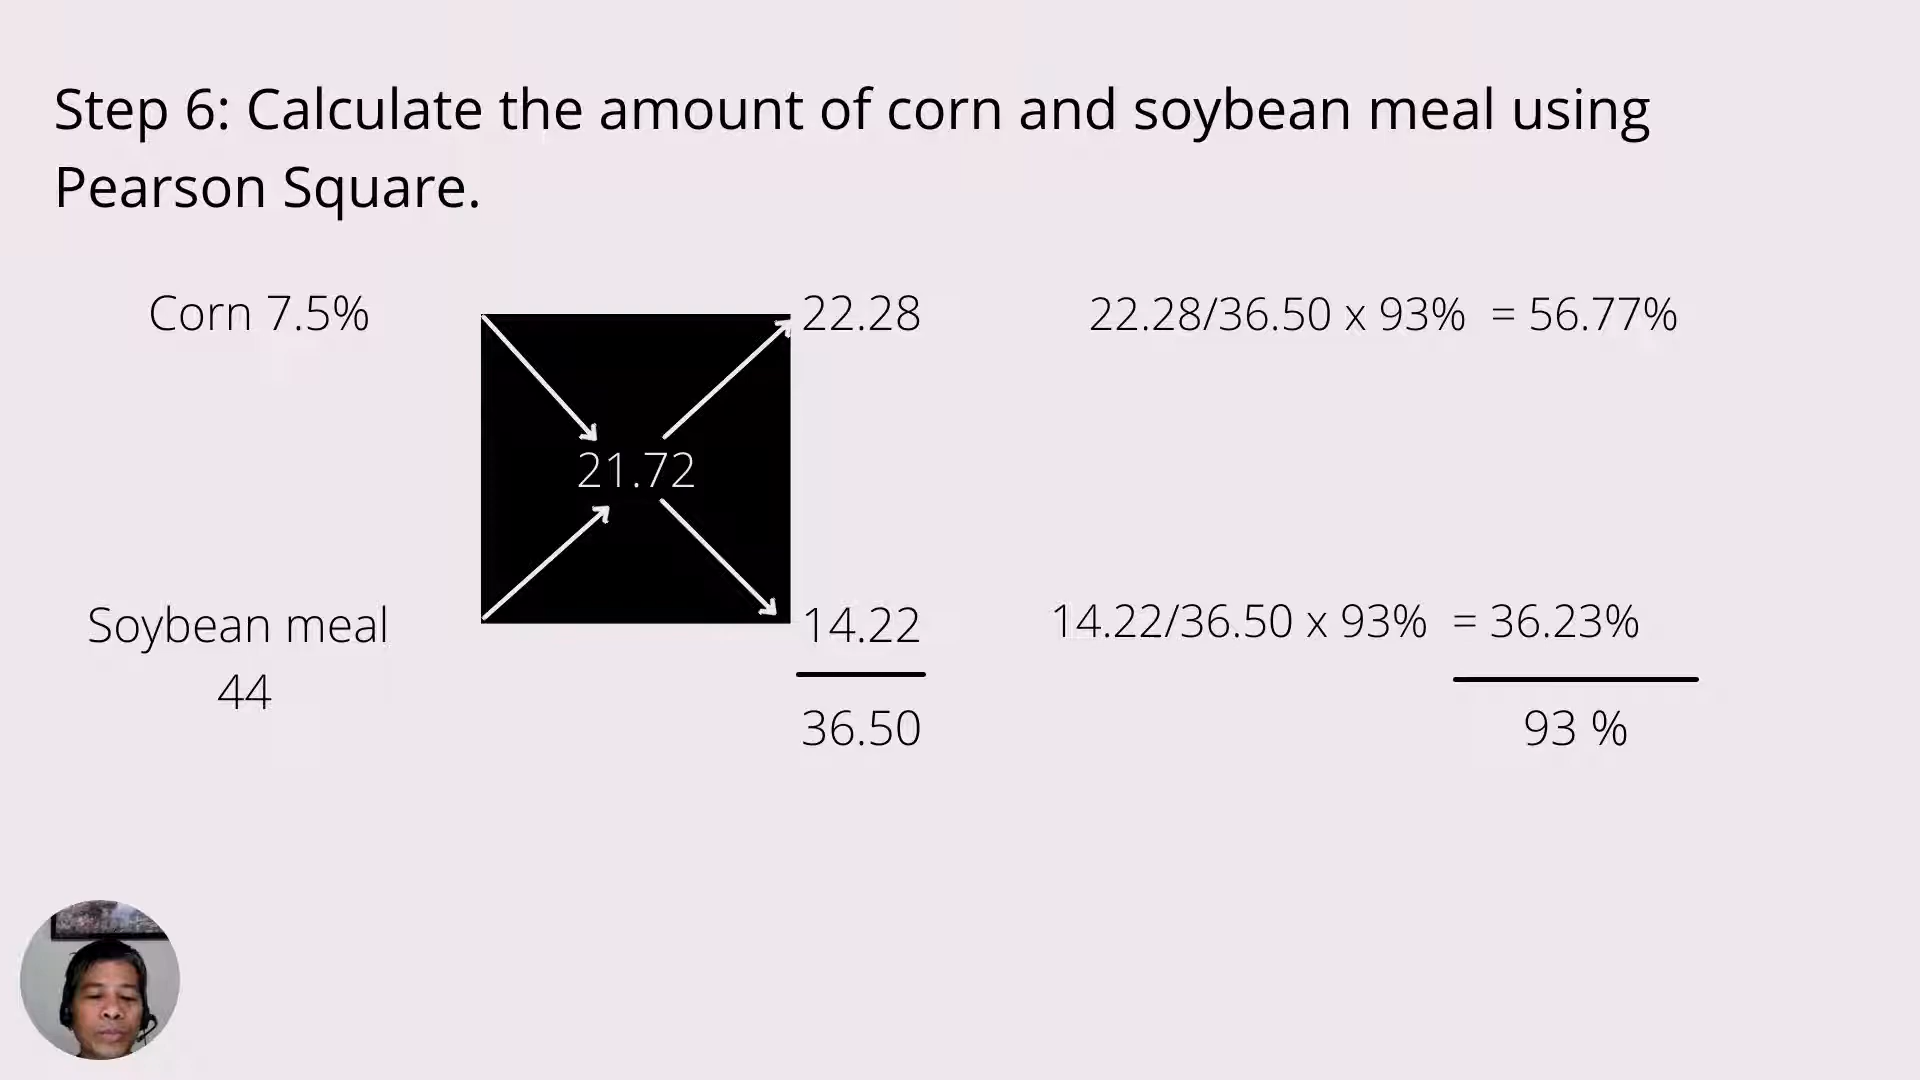 Step 6: Calculate the amount of corn and soybean meal using
Pearson Square.
Corn 7.5%
22.28
22.28/36.50 x 93% = 56.77%
21.72
Soybean meal
44
14.22
14.22/36.50 x 93% = 36.23%
36.50
93 %